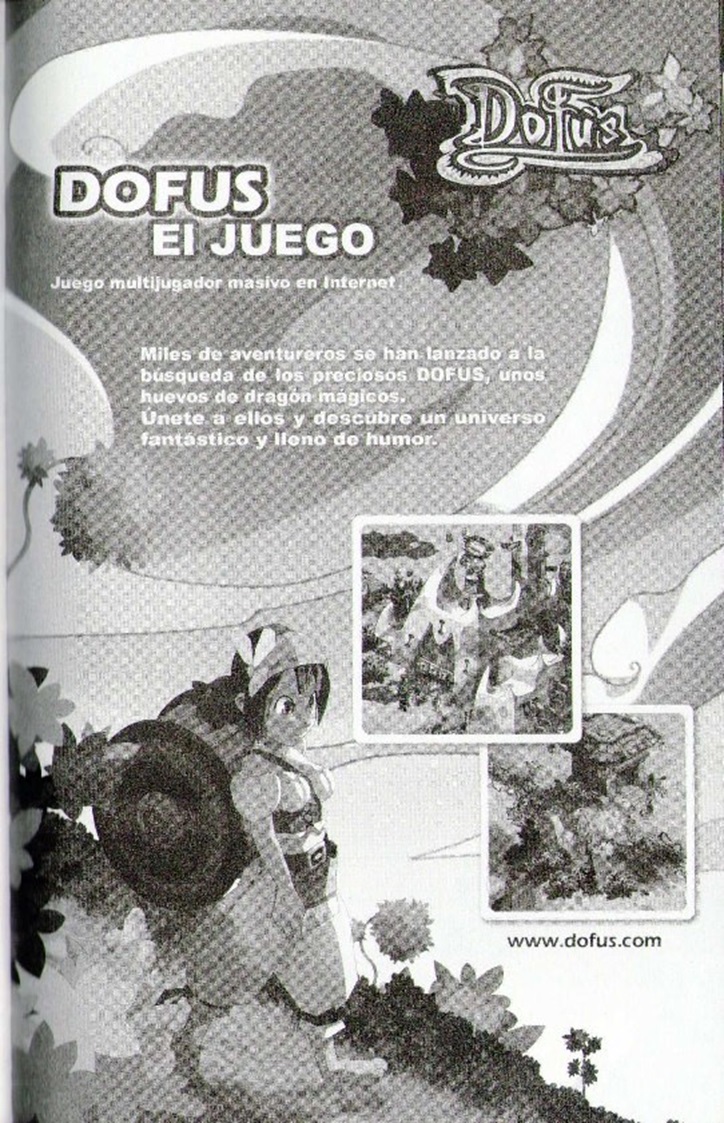 Dofus
DOFUS
El JUEGO
Juego multijugador masivo en Internet.
Miles de aventureros se han lanzado a la
búsqueda de los preciosos DOFUS, unos
huevos de dragón mágicos.
Únete a ellos y descubre un universo
fantástico y lleno de humor.
www.dofus.com